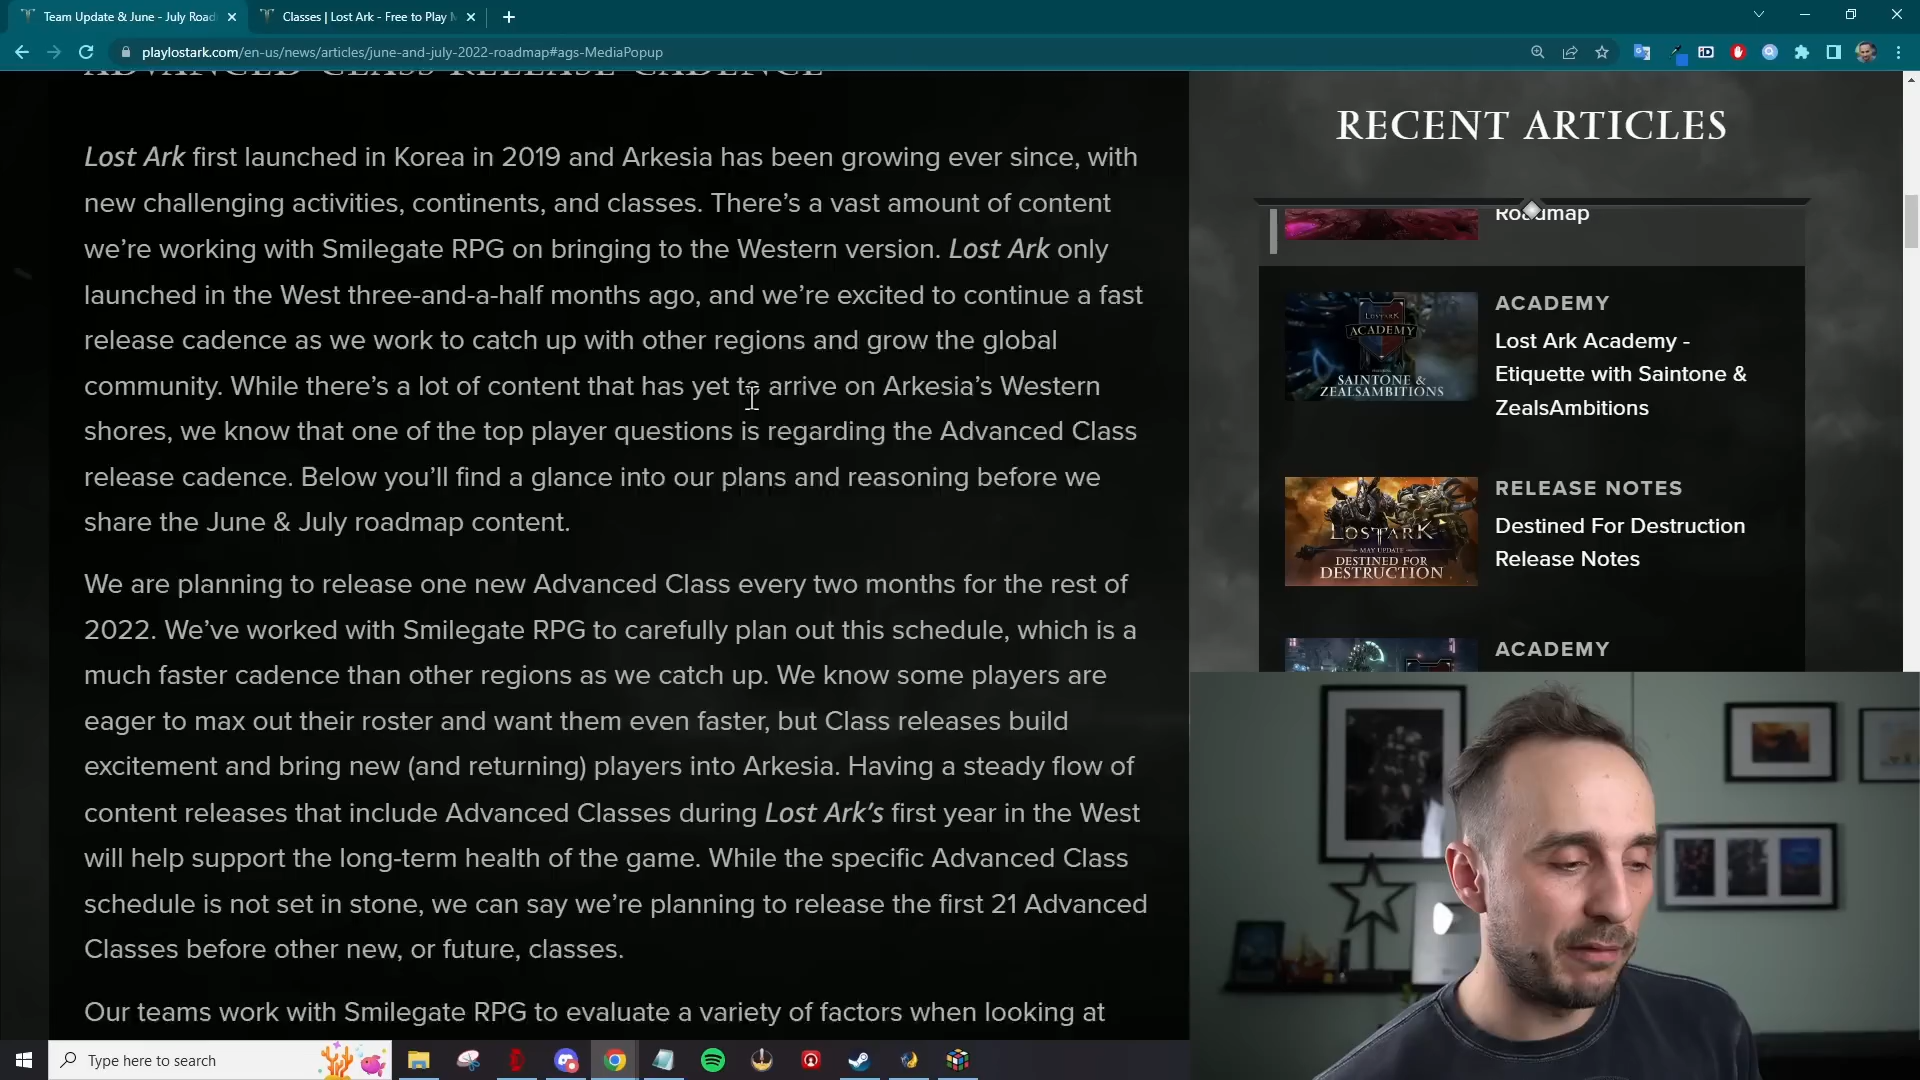 Team Update & June - July Road
Classes | Lost Ark - Free to Play M
playlostark.com/en-us/news/articles/june-and-july-2022-roadmap#ags-MediaPopup
ADVANCED CLASS RELEASE CADENCE
Lost Ark first launched in Korea in 2019 and Arkesia has been growing ever since, with
new challenging activities, continents, and classes. There's a vast amount of content
we're working with Smilegate RPG on bringing to the Western version. Lost Ark only
launched in the West three-and-a-half months ago, and we're excited to continue a fast
release cadence as we work to catch up with other regions and grow the global
community. While there's a lot of content that has yet to arrive on Arkesia's Western
shores, we know that one of the top player questions is regarding the Advanced Class
release cadence. Below you'll find a glance into our plans and reasoning before we
share the June & July roadmap content.
We are planning to release one new Advanced Class every two months for the rest of
2022. We've worked with Smilegate RPG to carefully plan out this schedule, which is a
much faster cadence than other regions as we catch up. We know some players are
eager to max out their roster and want them even faster, but Class releases build
excitement and bring new (and returning) players into Arkesia. Having a steady flow of
content releases that include Advanced Classes during Lost Ark's first year in the West
will help support the long-term health of the game. While the specific Advanced Class
schedule is not set in stone, we can say we're planning to release the first 21 Advanced
Classes before other new, or future, classes.
Our teams work with Smilegate RPG to evaluate a variety of factors when looking at
RECENT ARTICLES
Roadmap
LOST ARK
ACADEMY
SAINTONE &
ZEALSAMBITIONS
ACADEMY
Lost Ark Academy -
Etiquette with Saintone &
ZealsAmbitions
LOST ARK
MAY UPDATE
DESTINED FOR
DESTRUCTION
RELEASE NOTES
Destined For Destruction
Release Notes
ACADEMY
Type here to search